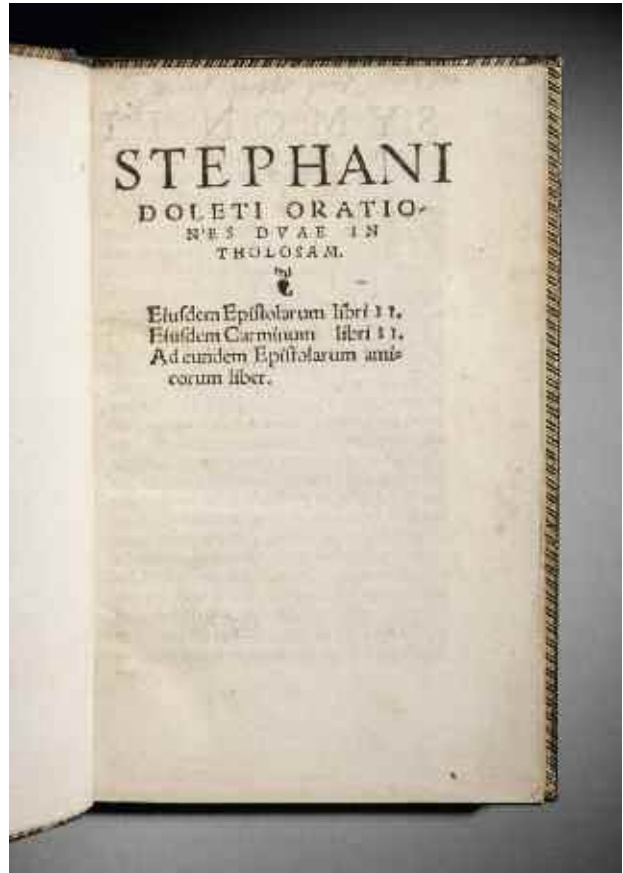 STEPHANI
DOLETI ORATIO-
NES DVAE IN
THOLOSAM.
Eiusdem Epistolarum libri II.
Eiusdem Carminum libri II.
Ad eundem Epistolarum ami=
corum liber.